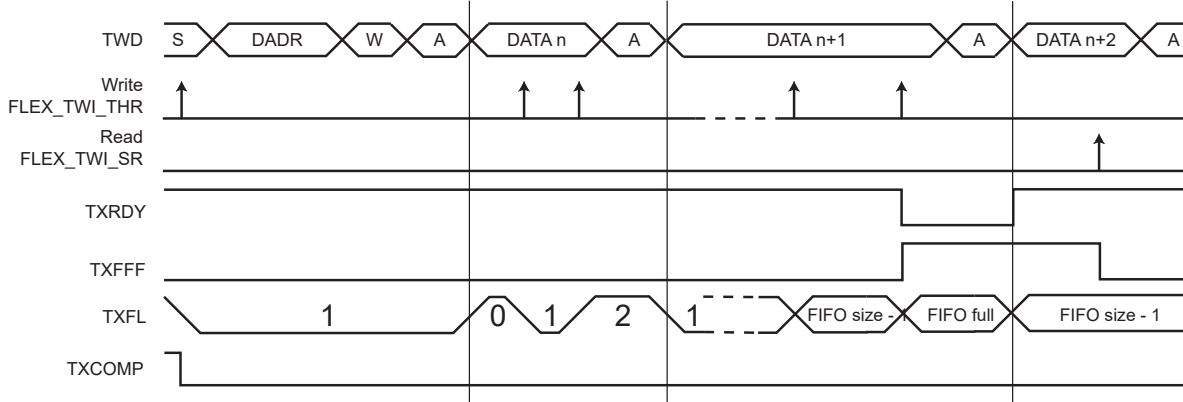 TWD S DADR W A DATA n A DATA n+1 A DATA n+2 A
Write
FLEX_TWI_THR
Read
FLEX_TWI_SR
TXRDY
TXFFF
TXFL 1 0 1 2 1 FIFO size - 1 FIFO full FIFO size - 1
TXCOMP